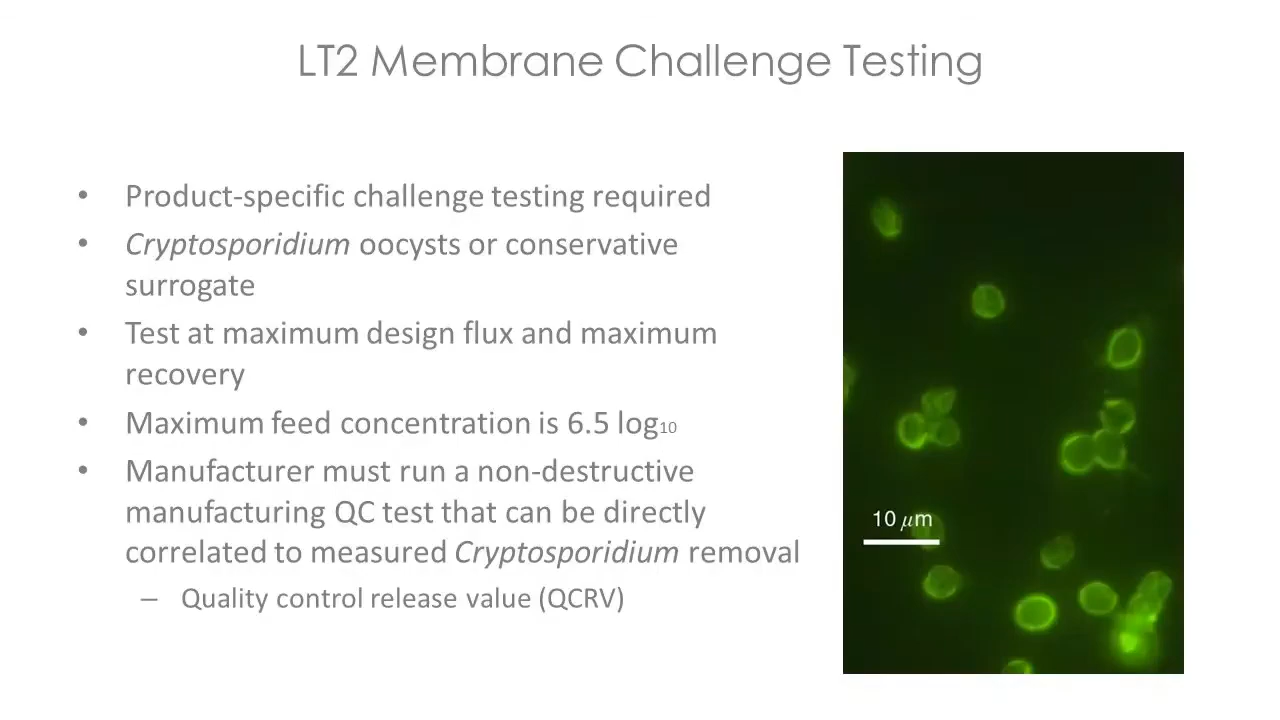 LT2 Membrane Challenge Testing
• Product-specific challenge testing required
• Cryptosporidium oocysts or conservative
surrogate
• Test at maximum design flux and maximum
recovery
• Maximum feed concentration is 6.5 log10
• Manufacturer must run a non-destructive
manufacturing QC test that can be directly
correlated to measured Cryptosporidium removal
– Quality control release value (QCRV)
10 μm